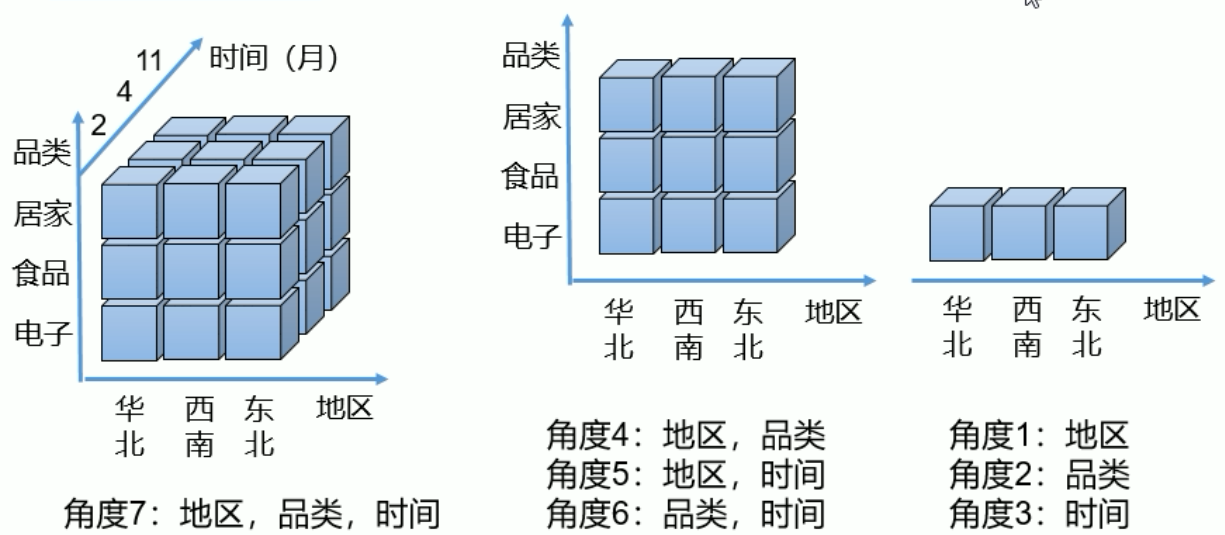 11
时间（月）
4
2
品类
居家
食品
电子
华北
西南
东北
地区
角度7：地区，品类，时间
品类
居家
食品
电子
华北
西南
东北
地区
角度4：地区，品类
角度5：地区，时间
角度6：品类，时间
华北
西南
东北
地区
角度1：地区
角度2：品类
角度3：时间